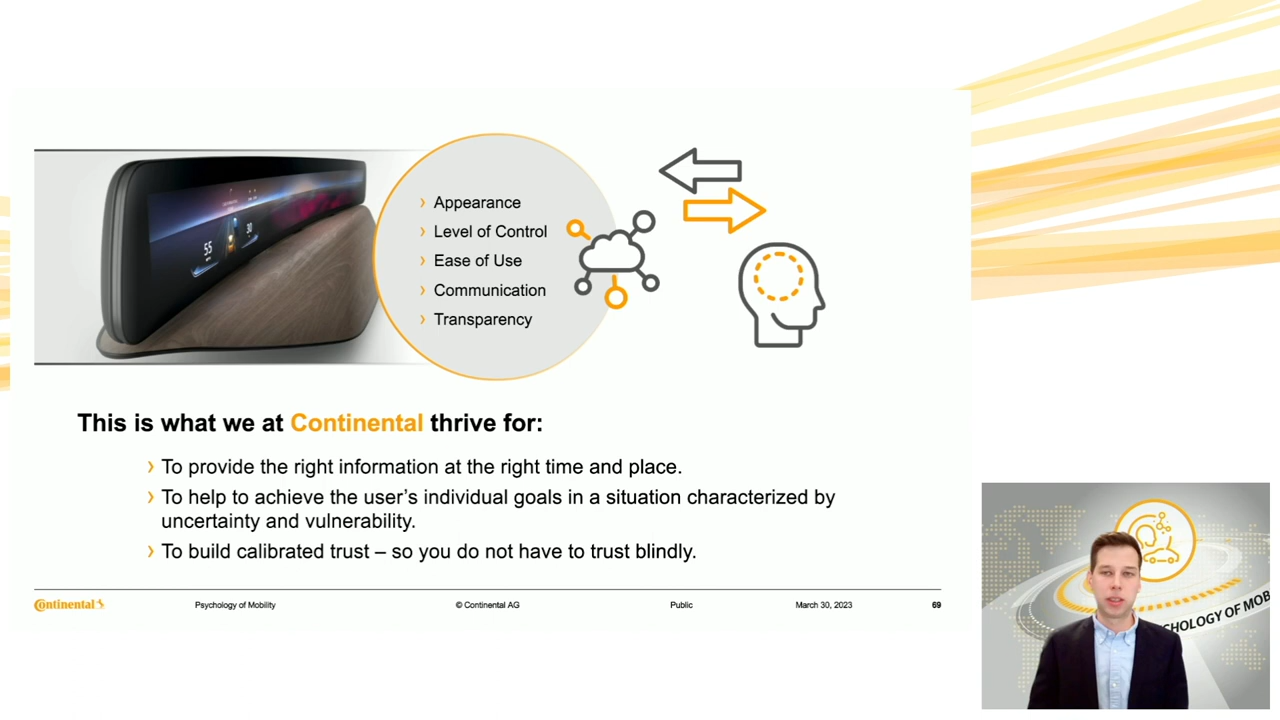 55
30
› Appearance
› Level of Control
› Ease of Use
› Communication
› Transparency
This is what we at Continental thrive for:
› To provide the right information at the right time and place.
› To help to achieve the user's individual goals in a situation characterized by
uncertainty and vulnerability.
› To build calibrated trust – so you do not have to trust blindly.
Continental
Psychology of Mobility
© Continental AG
Public
March 30, 2023
69
CHOLOGY OF MOB